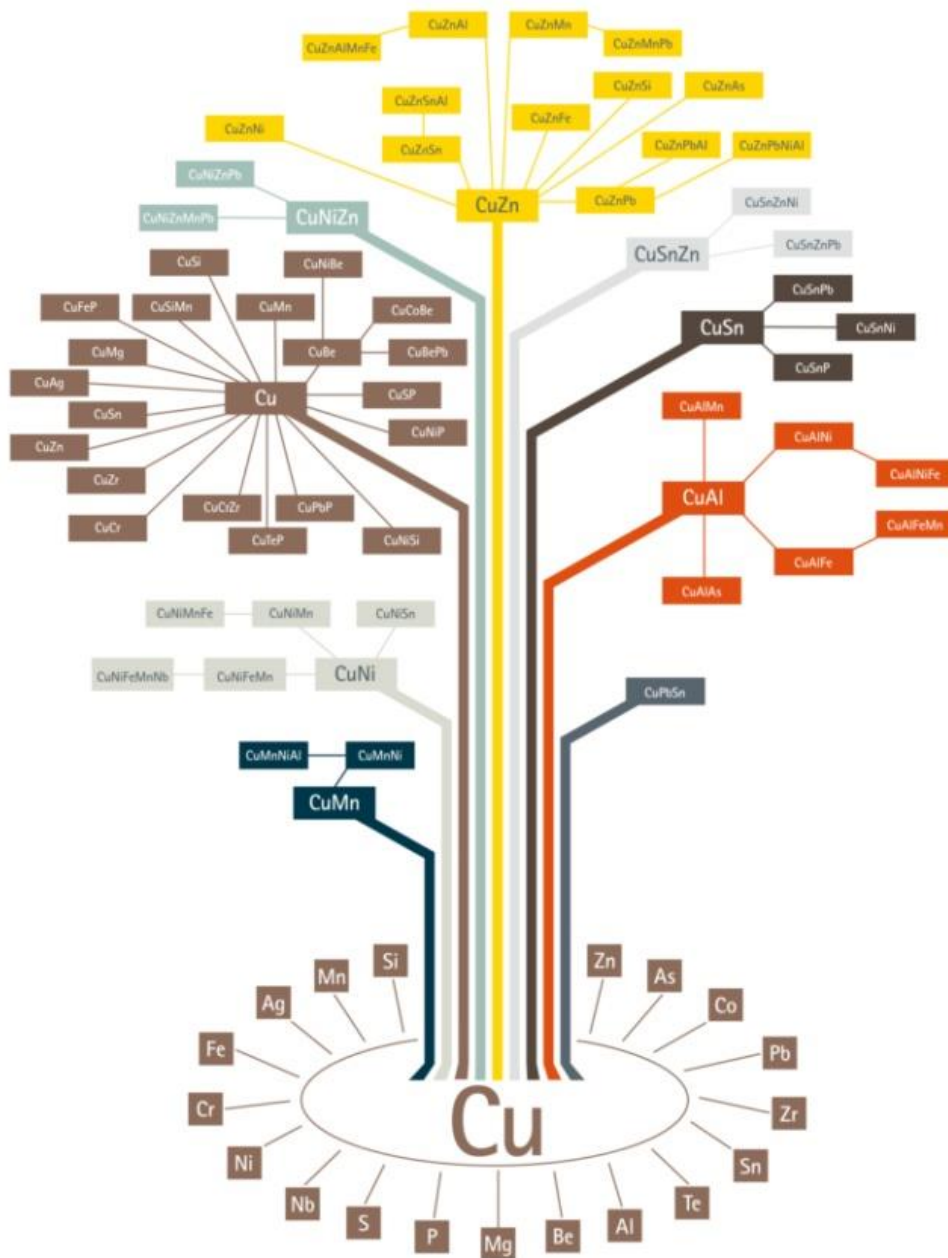 CuZnAl
CuZnMn
CuZnAlMnFe
CuZnMnPb
CuZnSi
CuZnAs
CuZnSnAl
CuZnFe
CuZnNi
CuZnSn
CuZnPbAl
CuZnPbNiAl
CuZn
CuZnPb
CuNiZnPb
CuNiZnMnPb
CuNiZn
CuSnZnNi
CuSnZn
CuSnZnPb
CuSi
CuNiBe
CuFeP
CuSiMn
CuMn
CuCoBe
CuMg
CuBe
CuBePb
CuAg
Cu
CuSP
CuSn
CuNiP
CuZn
CuZr
CuCrZr
CuPbP
CuCr
CuTeP
CuNiSi
CuSnPb
CuSn
CuSnNi
CuSnP
CuAlMn
CuAlNi
CuAlNiFe
CuAl
CuAlFeMn
CuAlFe
CuAlAs
CuNiMnFe
CuNiMn
CuNiSn
CuNiFeMnNb
CuNiFeMn
CuNi
CuPbSn
CuMnNiAl
CuMnNi
CuMn
Si
Zn
Mn
As
Ag
Co
Fe
Pb
Cr
Cu
Zr
Ni
Sn
Nb
Te
S
P
Mg
Be
Al